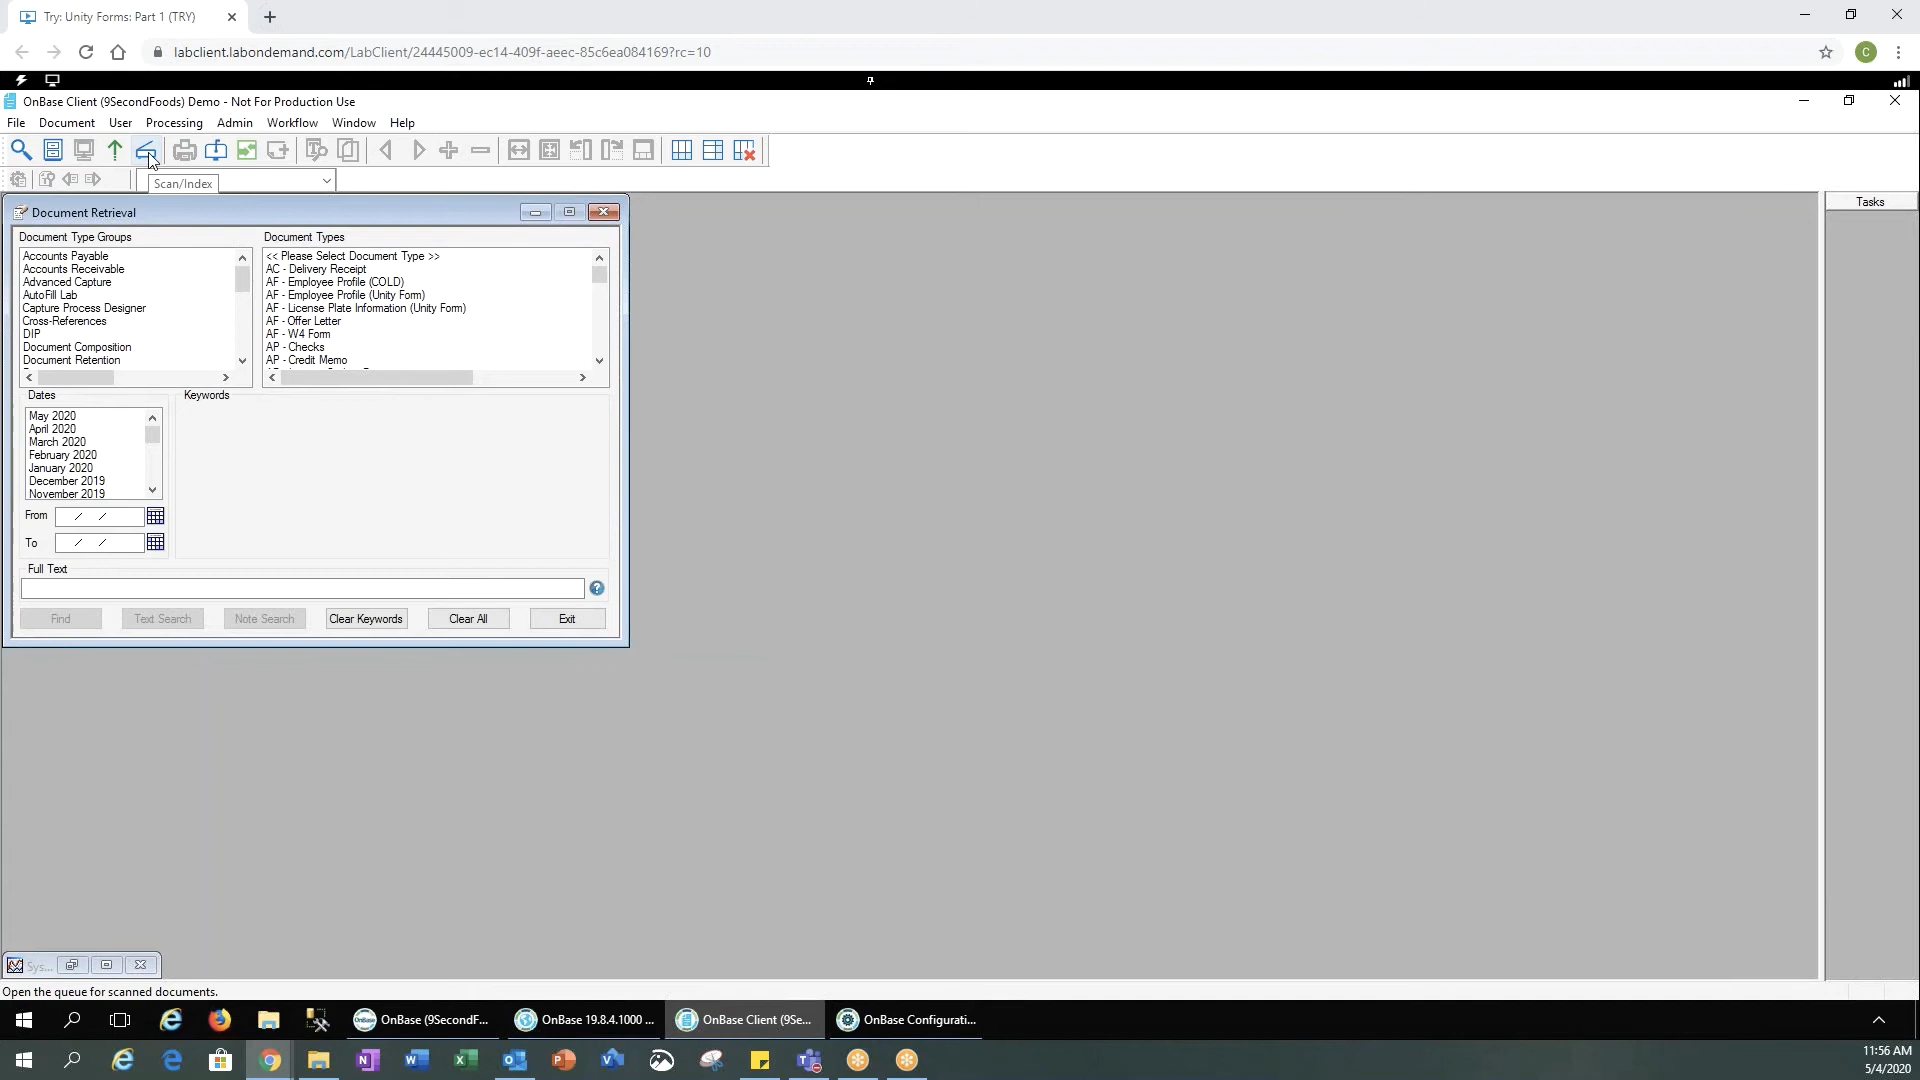 Try: Unity Forms: Part 1 (TRY)
labclient.labondemand.com/LabClient/24445009-ec14-409f-aeec-85c6ea084169?rc=10
C
OnBase Client (9SecondFoods) Demo - Not For Production Use
File Document User Processing Admin Workflow Window Help
Scan/Index
Tasks
Document Retrieval
Document Type Groups
Accounts Payable
Accounts Receivable
Advanced Capture
AutoFill Lab
Capture Process Designer
Cross-References
DIP
Document Composition
Document Retention
Document Types
<< Please Select Document Type >>
AC - Delivery Receipt
AF - Employee Profile (COLD)
AF - Employee Profile (Unity Form)
AF - License Plate Information (Unity Form)
AF - Offer Letter
AF - W4 Form
AP - Checks
AP - Credit Memo
Dates
May 2020
April 2020
March 2020
February 2020
January 2020
December 2019
November 2019
From / /
To / /
Keywords
Full Text
Find Text Search Note Search Clear Keywords Clear All Exit
Sys...
Open the queue for scanned documents.
OnBase (9SecondF... OnBase 19.8.4.1000 ... OnBase Client (9Se... OnBase Configurati...
11:56 AM
5/4/2020